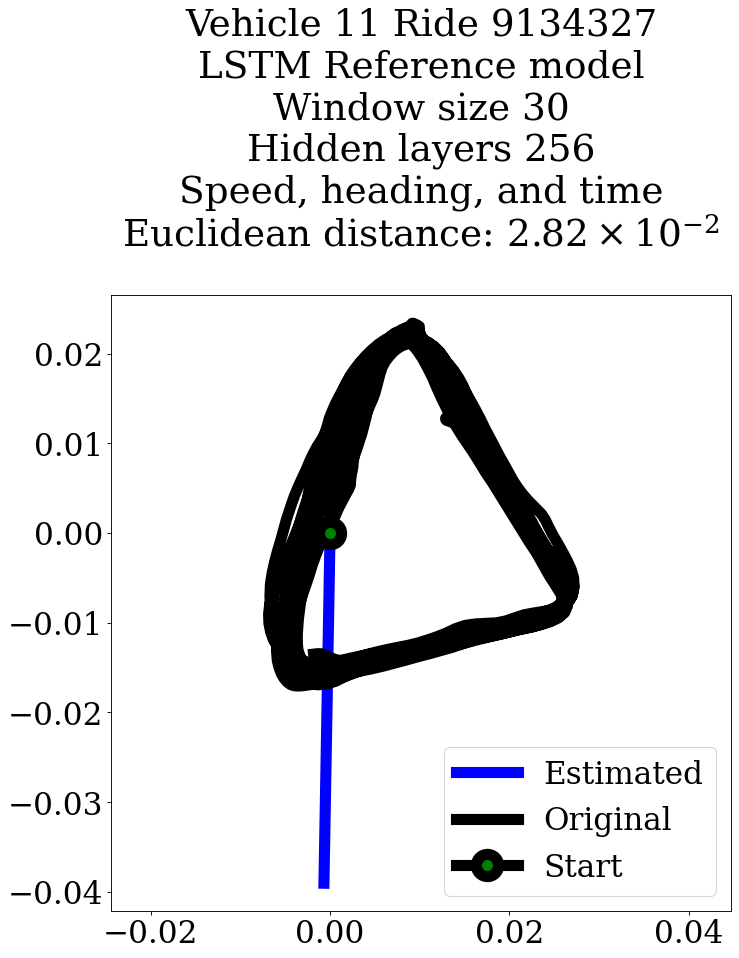 Vehicle 11 Ride 9134327
LSTM Reference model
Window size 30
Hidden layers 256
Speed, heading, and time
Euclidean distance: 2.82 × 10⁻²
0.02
0.01
0.00
−0.01
−0.02
−0.03
−0.04
−0.02 0.00 0.02 0.04
Estimated
Original
Start